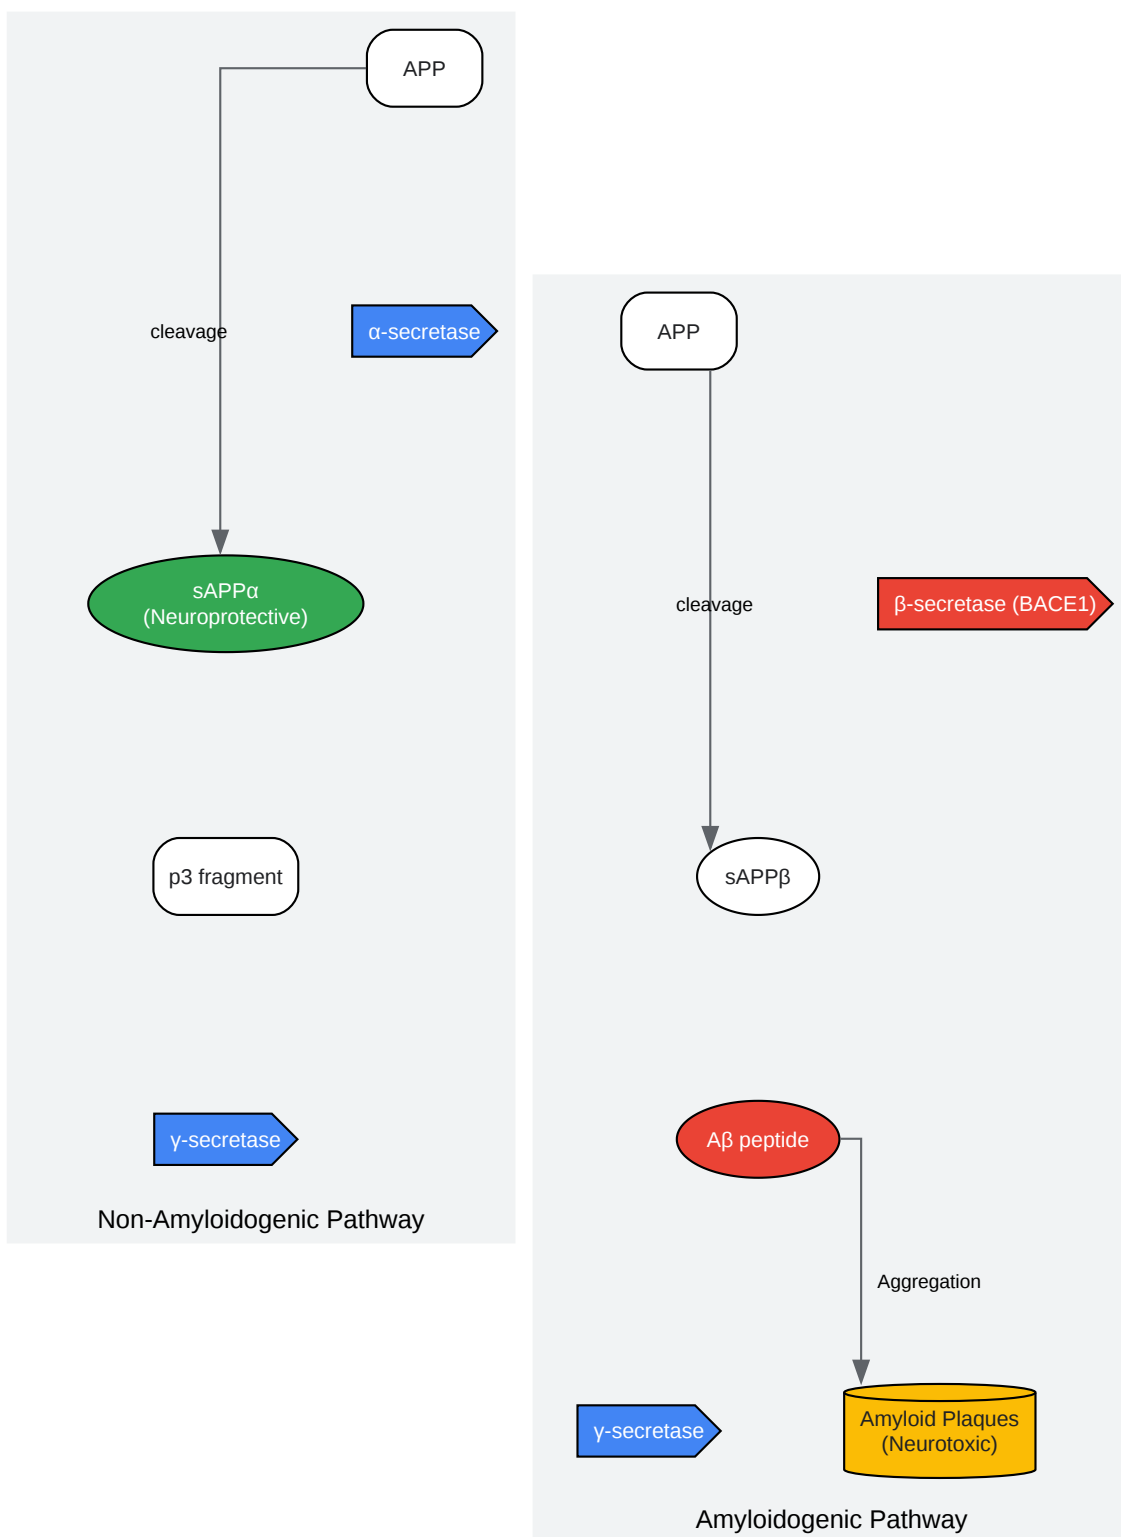 APP
cleavage
α-secretase
sAPPα
(Neuroprotective)
p3 fragment
γ-secretase
Non-Amyloidogenic Pathway
APP
cleavage
β-secretase (BACE1)
sAPPβ
Aβ peptide
Aggregation
γ-secretase
Amyloid Plaques
(Neurotoxic)
Amyloidogenic Pathway